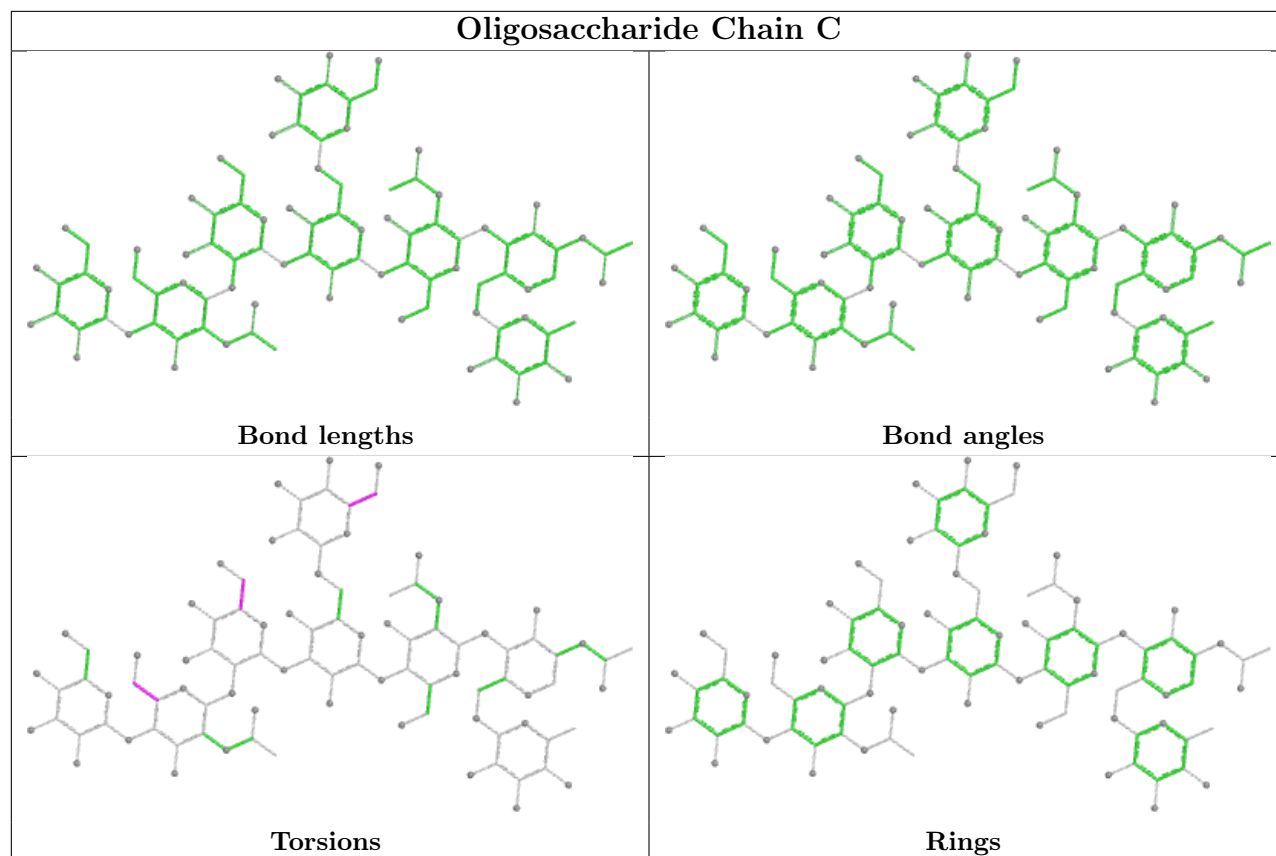 Oligosaccharide Chain C
Bond lengths
Bond angles
Torsions
Rings